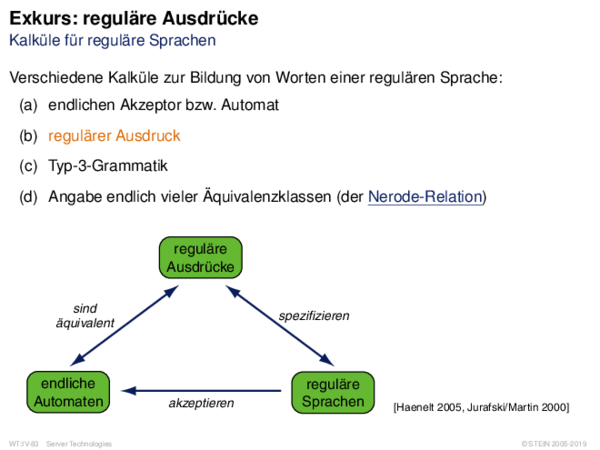 Exkurs: reguläre Ausdrücke
Kalküle für reguläre Sprachen
Verschiedene Kalküle zur Bildung von Worten einer regulären Sprache:
(a) endlichen Akzeptor bzw. Automat
(b) regulärer Ausdruck
(c) Typ-3-Grammatik
(d) Angabe endlich vieler Äquivalenzklassen (der Nerode-Relation)
reguläre
Ausdrücke
sind
äquivalent
spezifizieren
endliche
Automaten
akzeptieren
reguläre
Sprachen
[Haenelt 2005, Jurafski/Martin 2000]
WT:IV-83 Server Technologies
© STEIN 2005-2019